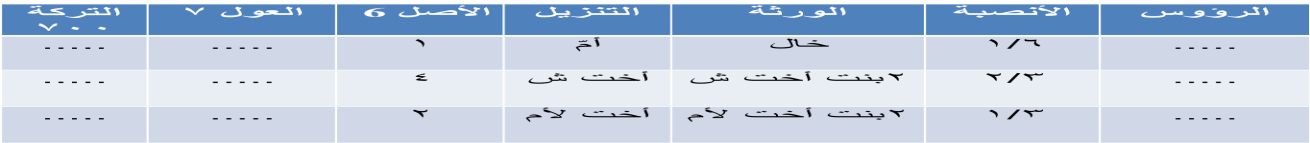 الرؤوس الأنصبة الورثة التنزيل الأصل 6 العول ٧ التركة ٧٠٠
..... ١/٦ خال أمّ ١ ..... .....
..... ٢/٣ ٢بنت أخت ش أخت ش ٤ ..... .....
..... ١/٣ ٢بنت أخت لأم أخت لأم ٢ ..... .....